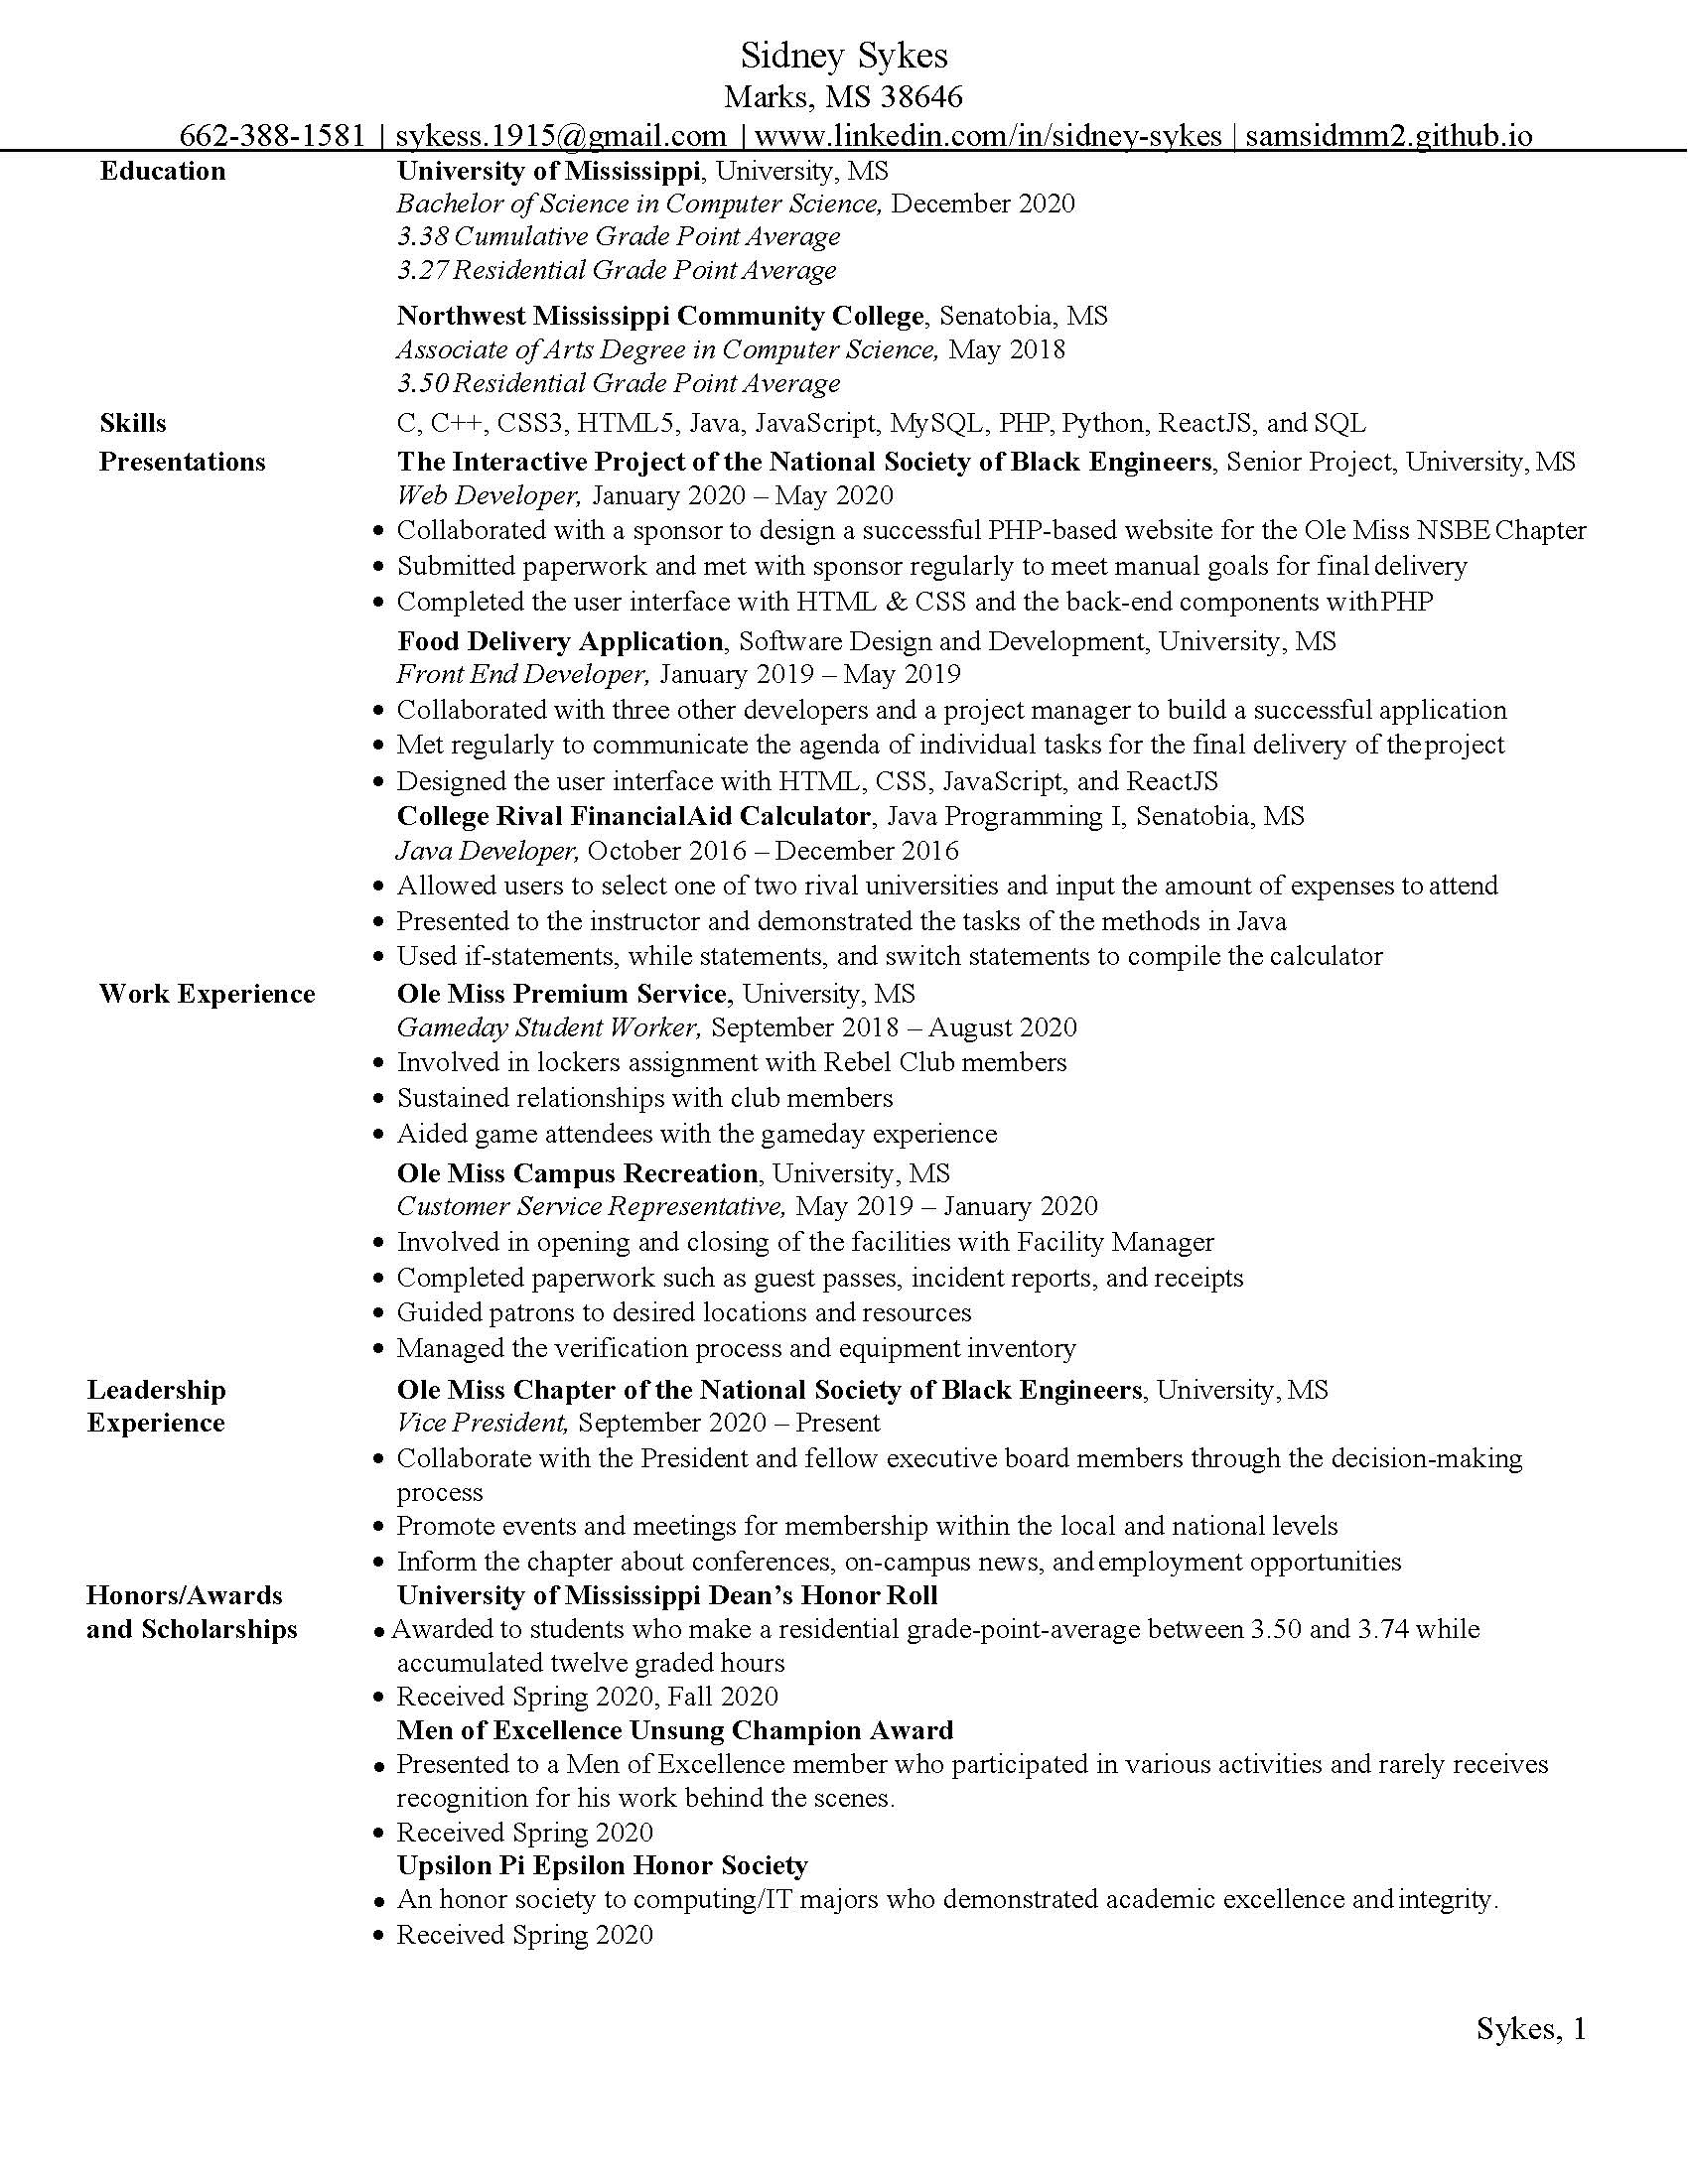 Sidney Sykes
Marks, MS 38646
662-388-1581 | sykess.1915@gmail.com | www.linkedin.com/in/sidney-sykes | samsidmm2.github.io
Education University of Mississippi, University, MS
Bachelor of Science in Computer Science, December 2020
3.38 Cumulative Grade Point Average
3.27 Residential Grade Point Average
Northwest Mississippi Community College, Senatobia, MS
Associate of Arts Degree in Computer Science, May 2018
3.50 Residential Grade Point Average
Skills C, C++, CSS3, HTML5, Java, JavaScript, MySQL, PHP, Python, ReactJS, and SQL
Presentations The Interactive Project of the National Society of Black Engineers, Senior Project, University, MS
Web Developer, January 2020 – May 2020
• Collaborated with a sponsor to design a successful PHP-based website for the Ole Miss NSBE Chapter
• Submitted paperwork and met with sponsor regularly to meet manual goals for final delivery
• Completed the user interface with HTML & CSS and the back-end components withPHP
Food Delivery Application, Software Design and Development, University, MS
Front End Developer, January 2019 – May 2019
• Collaborated with three other developers and a project manager to build a successful application
• Met regularly to communicate the agenda of individual tasks for the final delivery of theproject
• Designed the user interface with HTML, CSS, JavaScript, and ReactJS
College Rival FinancialAid Calculator, Java Programming I, Senatobia, MS
Java Developer, October 2016 – December 2016
• Allowed users to select one of two rival universities and input the amount of expenses to attend
• Presented to the instructor and demonstrated the tasks of the methods in Java
• Used if-statements, while statements, and switch statements to compile the calculator
Work Experience Ole Miss Premium Service, University, MS
Gameday Student Worker, September 2018 – August 2020
• Involved in lockers assignment with Rebel Club members
• Sustained relationships with club members
• Aided game attendees with the gameday experience
Ole Miss Campus Recreation, University, MS
Customer Service Representative, May 2019 – January 2020
• Involved in opening and closing of the facilities with Facility Manager
• Completed paperwork such as guest passes, incident reports, and receipts
• Guided patrons to desired locations and resources
• Managed the verification process and equipment inventory
Leadership Ole Miss Chapter of the National Society of Black Engineers, University, MS
Experience Vice President, September 2020 – Present
• Collaborate with the President and fellow executive board members through the decision-making
process
• Promote events and meetings for membership within the local and national levels
• Inform the chapter about conferences, on-campus news, and employment opportunities
Honors/Awards University of Mississippi Dean’s Honor Roll
and Scholarships • Awarded to students who make a residential grade-point-average between 3.50 and 3.74 while
accumulated twelve graded hours
• Received Spring 2020, Fall 2020
Men of Excellence Unsung Champion Award
• Presented to a Men of Excellence member who participated in various activities and rarely receives
recognition for his work behind the scenes.
• Received Spring 2020
Upsilon Pi Epsilon Honor Society
• An honor society to computing/IT majors who demonstrated academic excellence and integrity.
• Received Spring 2020
Sykes, 1